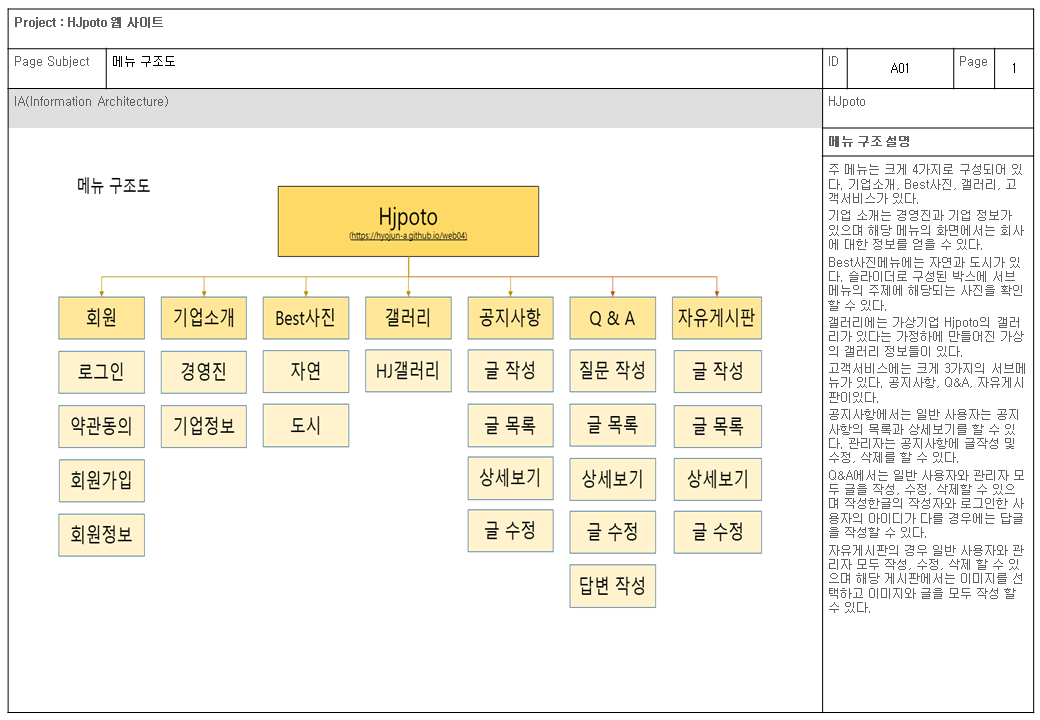 Project : HJpoto 웹 사이트
Page Subject
메뉴 구조도
ID
A01
Page
1
IA(Information Architecture)
HJpoto
메뉴 구조 설명
메뉴 구조도
Hjpoto
(https://hyojun-a.github.io/web04)
회원
기업소개
Best사진
갤러리
공지사항
Q & A
자유게시판
로그인
경영진
자연
HJ갤러리
글 작성
질문 작성
글 작성
약관동의
기업정보
도시
글 목록
글 목록
글 목록
회원가입
상세보기
상세보기
상세보기
회원정보
글 수정
글 수정
글 수정
답변 작성
주 메뉴는 크게 4가지로 구성되어 있
다. 기업소개, Best사진, 갤러리, 고
객서비스가 있다.
기업 소개는 경영진과 기업 정보가
있으며 해당 메뉴의 화면에서는 회사
에 대한 정보를 얻을 수 있다.
Best사진메뉴에는 자연과 도시가 있
다. 슬라이더로 구성된 박스에 서브
메뉴의 주제에 해당되는 사진을 확인
할 수 있다.
갤러리에는 가상기업 Hjpoto의 갤러
리가 있다는 가정하에 만들어진 가상
의 갤러리 정보들이 있다.
고객서비스에는 크게 3가지의 서브메
뉴가 있다. 공지사항, Q&A, 자유게시
판이있다.
공지사항에서는 일반 사용자는 공지
사항의 목록과 상세보기를 할 수 있
다. 관리자는 공지사항에 글작성 및
수정, 삭제를 할 수 있다.
Q&A에서는 일반 사용자와 관리자 모
두 글을 작성, 수정, 삭제할 수 있으
며 작성한글의 작성자와 로그인한 사
용자의 아이디가 다를 경우에는 답글
을 작성할 수 있다.
자유게시판의 경우 일반 사용자와 관
리자 모두 작성, 수정, 삭제 할 수 있
으며 해당 게시판에서는 이미지를 선
택하고 이미지와 글을 모두 작성 할
수 있다.